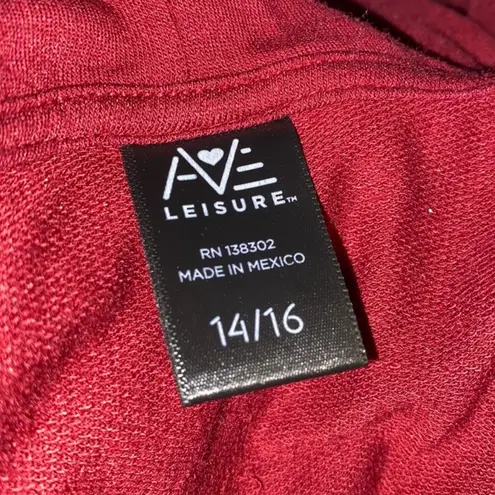 AVE
LEISURE™
RN 138302
MADE IN MEXICO
14/16